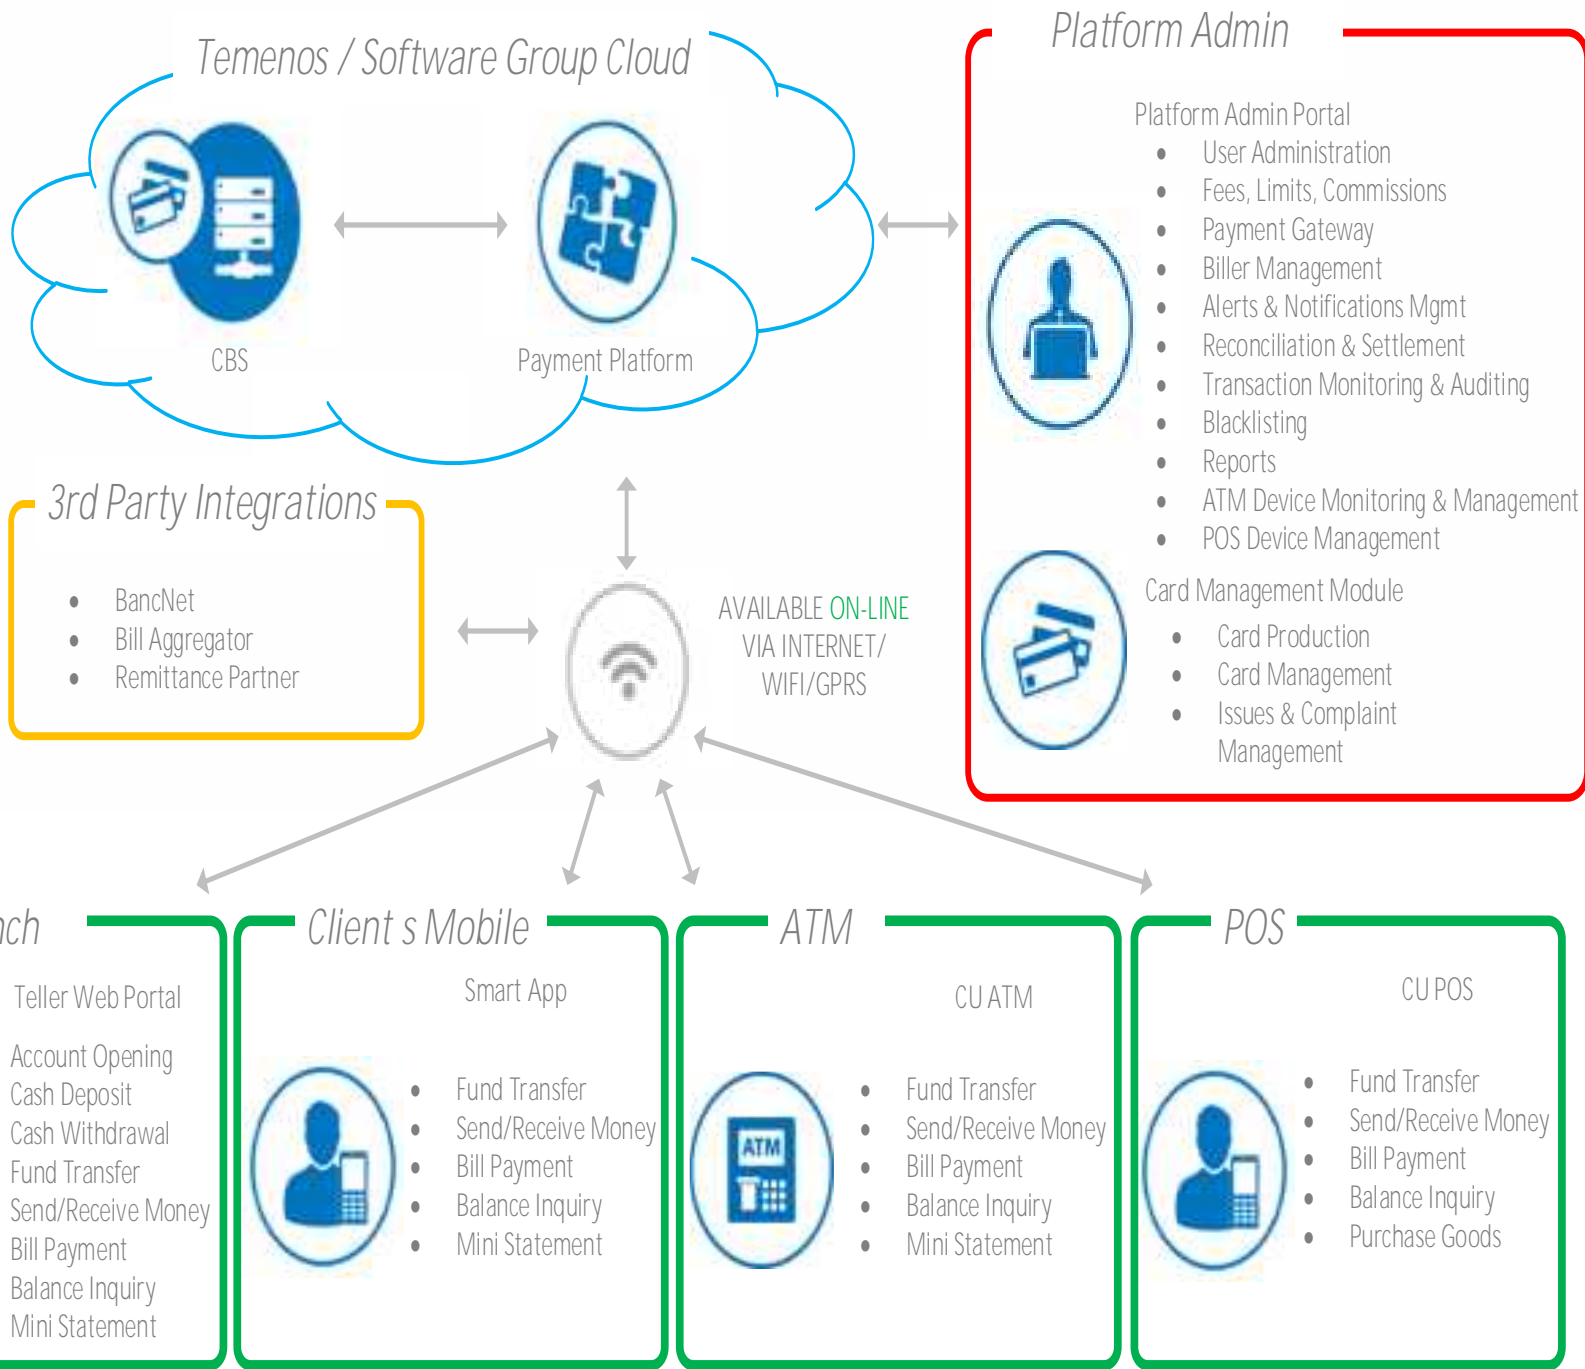 Temenos / Software Group Cloud
CBS
Payment Platform
Platform Admin
Platform Admin Portal
• User Administration
• Fees, Limits, Commissions
• Payment Gateway
• Biller Management
• Alerts & Notifications Mgmt
• Reconciliation & Settlement
• Transaction Monitoring & Auditing
• Blacklisting
• Reports
• ATM Device Monitoring & Management
• POS Device Management
Card Management Module
• Card Production
• Card Management
• Issues & Complaint
Management
3rd Party Integrations
• BancNet
• Bill Aggregator
• Remittance Partner
AVAILABLE ON-LINE
VIA INTERNET/
WIFI/GPRS
nch
Teller Web Portal
Account Opening
Cash Deposit
Cash Withdrawal
Fund Transfer
Send/Receive Money
Bill Payment
Balance Inquiry
Mini Statement
Client s Mobile
Smart App
• Fund Transfer
• Send/Receive Money
• Bill Payment
• Balance Inquiry
• Mini Statement
ATM
CU ATM
ATM
• Fund Transfer
• Send/Receive Money
• Bill Payment
• Balance Inquiry
• Mini Statement
POS
CU POS
• Fund Transfer
• Send/Receive Money
• Bill Payment
• Balance Inquiry
• Purchase Goods